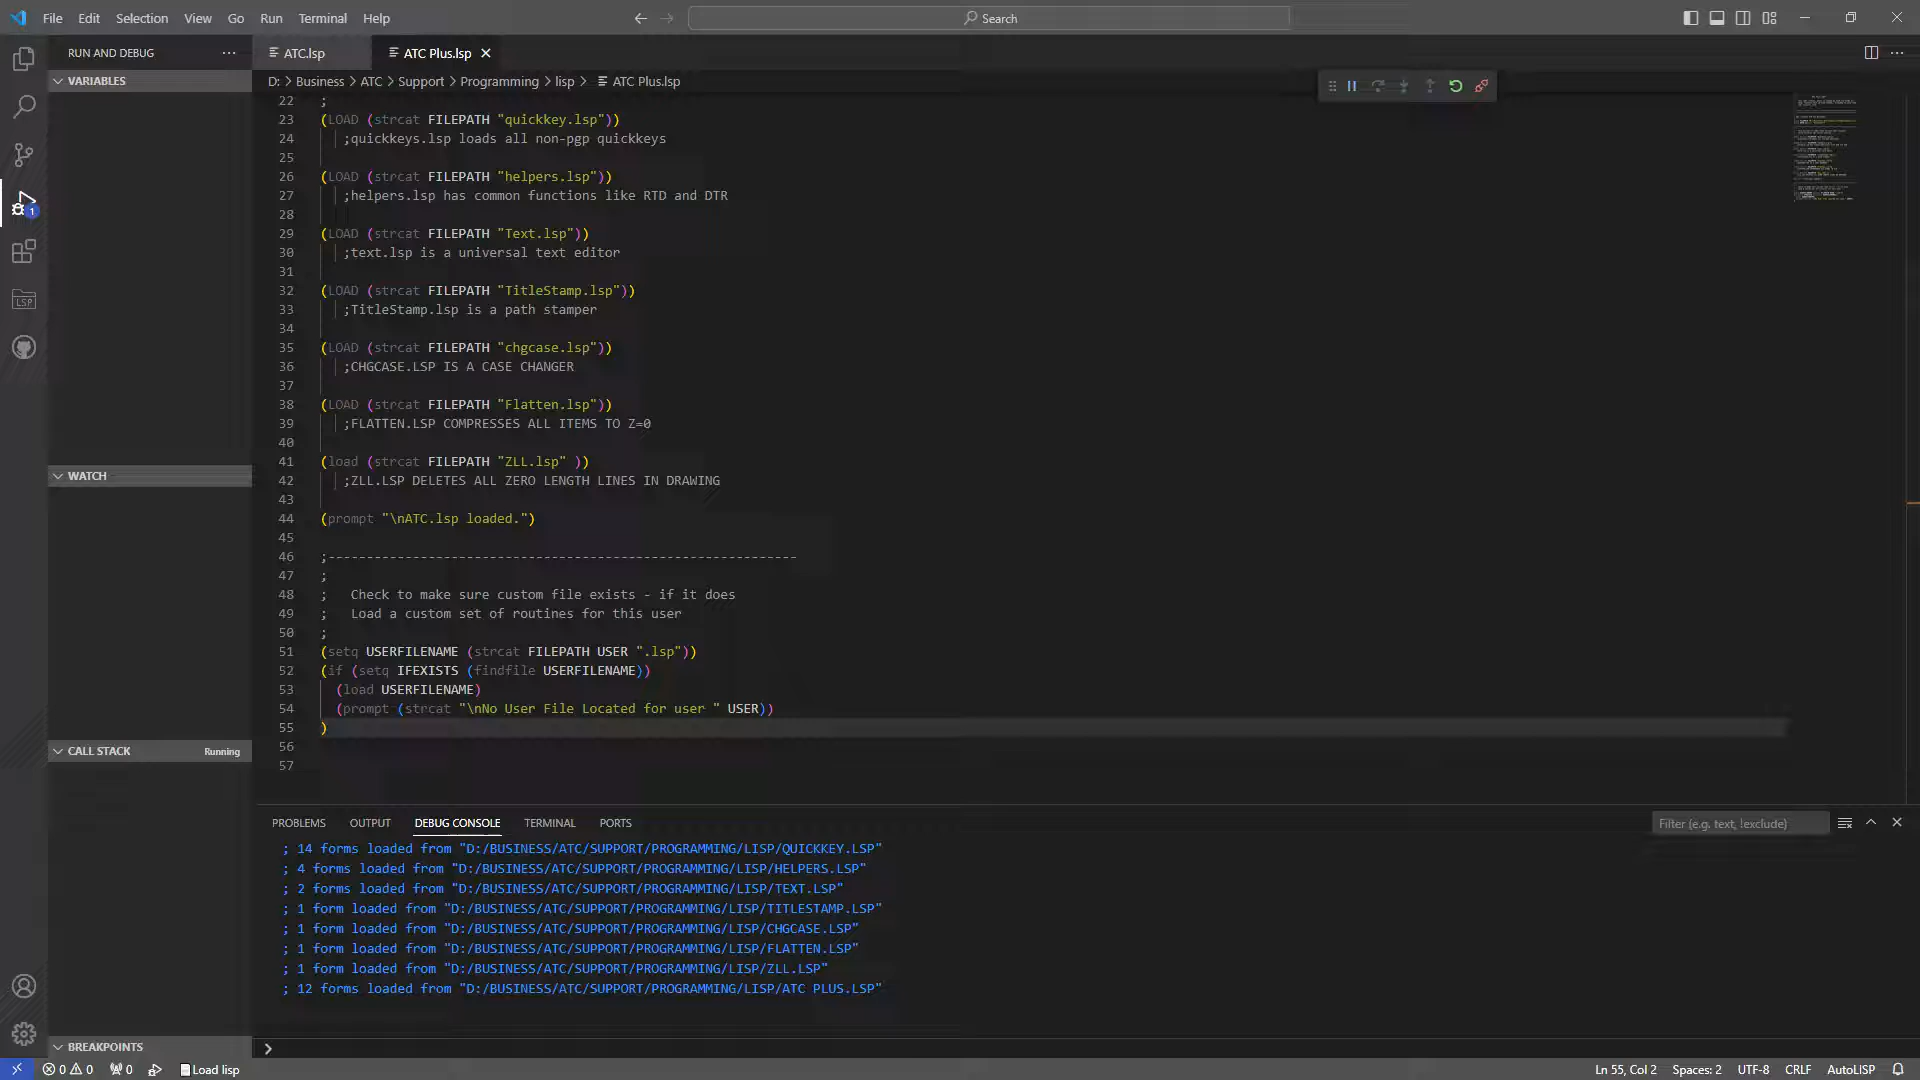 File Edit Selection View Go Run Terminal Help
Search
RUN AND DEBUG
ATC.lsp
ATC Plus.lsp
VARIABLES
D: > Business > ATC > Support > Programming > lisp > ATC Plus.lsp
22 ;
23 (LOAD (strcat FILEPATH "quickkey.lsp"))
24 ;quickkeys.lsp loads all non-pgp quickkeys
25
26 (LOAD (strcat FILEPATH "helpers.lsp"))
27 ;helpers.lsp has common functions like RTD and DTR
28
29 (LOAD (strcat FILEPATH "Text.lsp"))
30 ;text.lsp is a universal text editor
31
32 (LOAD (strcat FILEPATH "TitleStamp.lsp"))
33 ;TitleStamp.lsp is a path stamper
34
35 (LOAD (strcat FILEPATH "chgcase.lsp"))
36 ;CHGCASE.LSP IS A CASE CHANGER
37
38 (LOAD (strcat FILEPATH "Flatten.lsp"))
39 ;FLATTEN.LSP COMPRESSES ALL ITEMS TO Z=0
40
41 (load (strcat FILEPATH "ZLL.lsp" ))
42 ;ZLL.LSP DELETES ALL ZERO LENGTH LINES IN DRAWING
43
44 (prompt "\nATC.lsp loaded.")
45
46 ;-------------------------------------------------------------
47 ;
48 ;   Check to make sure custom file exists - if it does
49 ;   Load a custom set of routines for this user
50 ;
51 (setq USERFILENAME (strcat FILEPATH USER ".lsp"))
52 (if (setq IFEXISTS (findfile USERFILENAME))
53 (load USERFILENAME)
54 (prompt (strcat "\nNo User File Located for user " USER))
55 )
56
57
WATCH
CALL STACK
Running
BREAKPOINTS
1
LSP
PROBLEMS OUTPUT DEBUG CONSOLE TERMINAL PORTS
Filter (e.g. text, !exclude)
; 14 forms loaded from "D:/BUSINESS/ATC/SUPPORT/PROGRAMMING/LISP/QUICKKEY.LSP"
; 4 forms loaded from "D:/BUSINESS/ATC/SUPPORT/PROGRAMMING/LISP/HELPERS.LSP"
; 2 forms loaded from "D:/BUSINESS/ATC/SUPPORT/PROGRAMMING/LISP/TEXT.LSP"
; 1 form loaded from "D:/BUSINESS/ATC/SUPPORT/PROGRAMMING/LISP/TITLESTAMP.LSP"
; 1 form loaded from "D:/BUSINESS/ATC/SUPPORT/PROGRAMMING/LISP/CHGCASE.LSP"
; 1 form loaded from "D:/BUSINESS/ATC/SUPPORT/PROGRAMMING/LISP/FLATTEN.LSP"
; 1 form loaded from "D:/BUSINESS/ATC/SUPPORT/PROGRAMMING/LISP/ZLL.LSP"
; 12 forms loaded from "D:/BUSINESS/ATC/SUPPORT/PROGRAMMING/LISP/ATC PLUS.LSP"
0 0 0 Load lisp
Ln 55, Col 2 Spaces: 2 UTF-8 CRLF AutoLISP